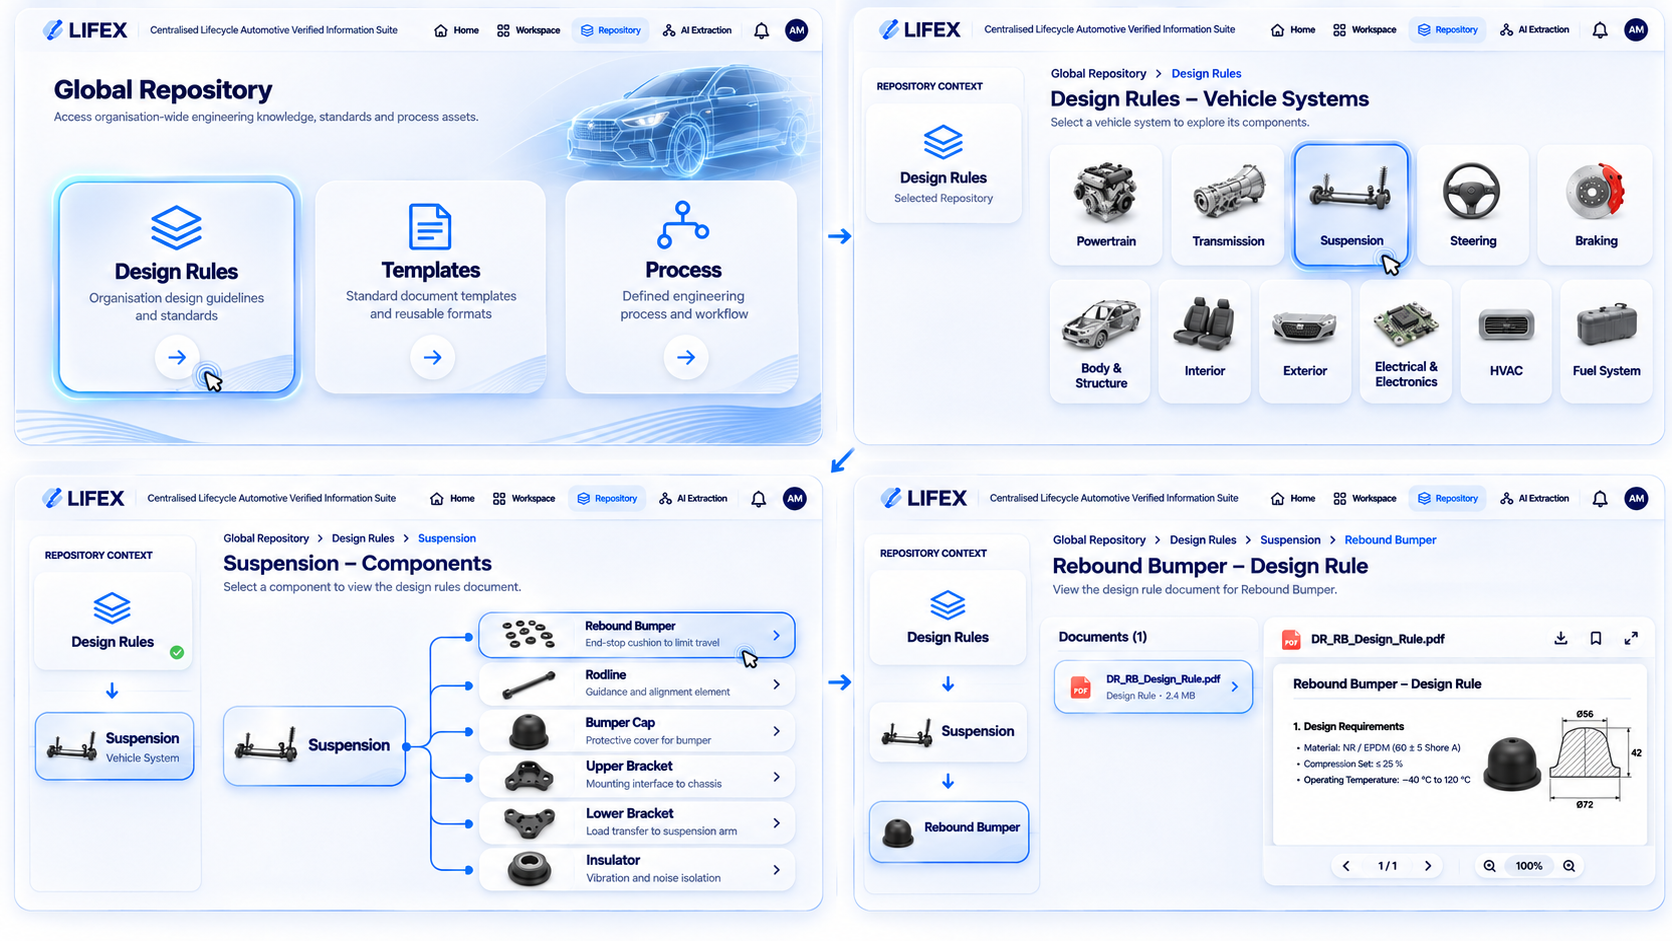 LIFEX
Centralised Lifecycle Automotive Verified Information Suite
Home
Workspace
Repository
AI Extraction
AM
Global Repository
Access organisation-wide engineering knowledge, standards and process assets.
Design Rules
Organisation design guidelines
and standards
Templates
Standard document templates
and reusable formats
Process
Defined engineering
process and workflow
LIFEX
Centralised Lifecycle Automotive Verified Information Suite
Home
Workspace
Repository
AI Extraction
AM
REPOSITORY CONTEXT
Design Rules
Selected Repository
Global Repository > Design Rules
Design Rules – Vehicle Systems
Select a vehicle system to explore its components.
Powertrain
Transmission
Suspension
Steering
Braking
Body &
Structure
Interior
Exterior
Electrical &
Electronics
HVAC
Fuel System
LIFEX
Centralised Lifecycle Automotive Verified Information Suite
Home
Workspace
Repository
AI Extraction
AM
REPOSITORY CONTEXT
Design Rules
Suspension
Vehicle System
Global Repository > Design Rules > Suspension
Suspension – Components
Select a component to view the design rules document.
Suspension
Rebound Bumper
End-stop cushion to limit travel
Rodline
Guidance and alignment element
Bumper Cap
Protective cover for bumper
Upper Bracket
Mounting interface to chassis
Lower Bracket
Load transfer to suspension arm
Insulator
Vibration and noise isolation
LIFEX
Centralised Lifecycle Automotive Verified Information Suite
Home
Workspace
Repository
AI Extraction
AM
REPOSITORY CONTEXT
Design Rules
Suspension
Rebound Bumper
Global Repository > Design Rules > Suspension > Rebound Bumper
Rebound Bumper – Design Rule
View the design rule document for Rebound Bumper.
Documents (1)
PDF
DR_RB_Design_Rule.pdf
Design Rule • 2.4 MB
PDF
DR_RB_Design_Rule.pdf
Rebound Bumper – Design Rule
1. Design Requirements
• Material: NR / EPDM (60 ± 5 Shore A)
• Compression Set: ≤ 25 %
• Operating Temperature: –40 °C to 120 °C
Ø56
42
Ø72
1 / 1
100%